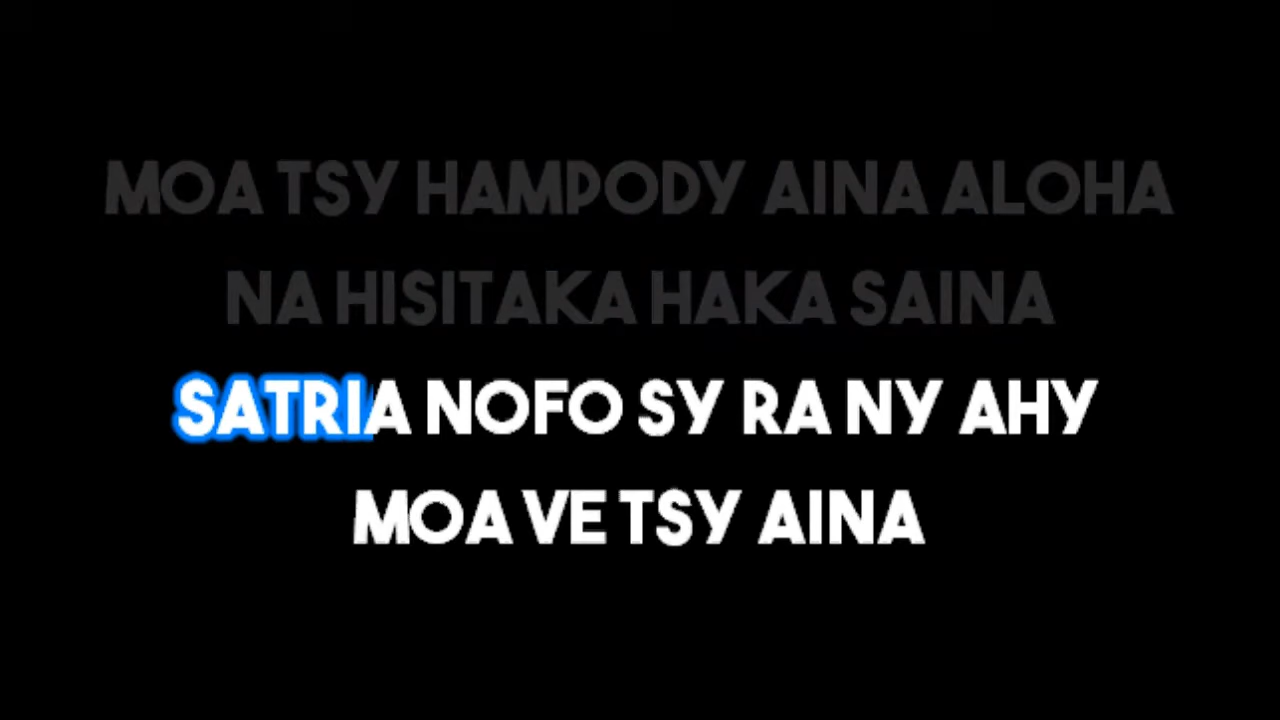 MOA TSY HAMPODY AINA ALOHA
NA HISITAKA HAKA SAINA
SATRIA NOFO SY RA NY AHY
MOA VE TSY AINA